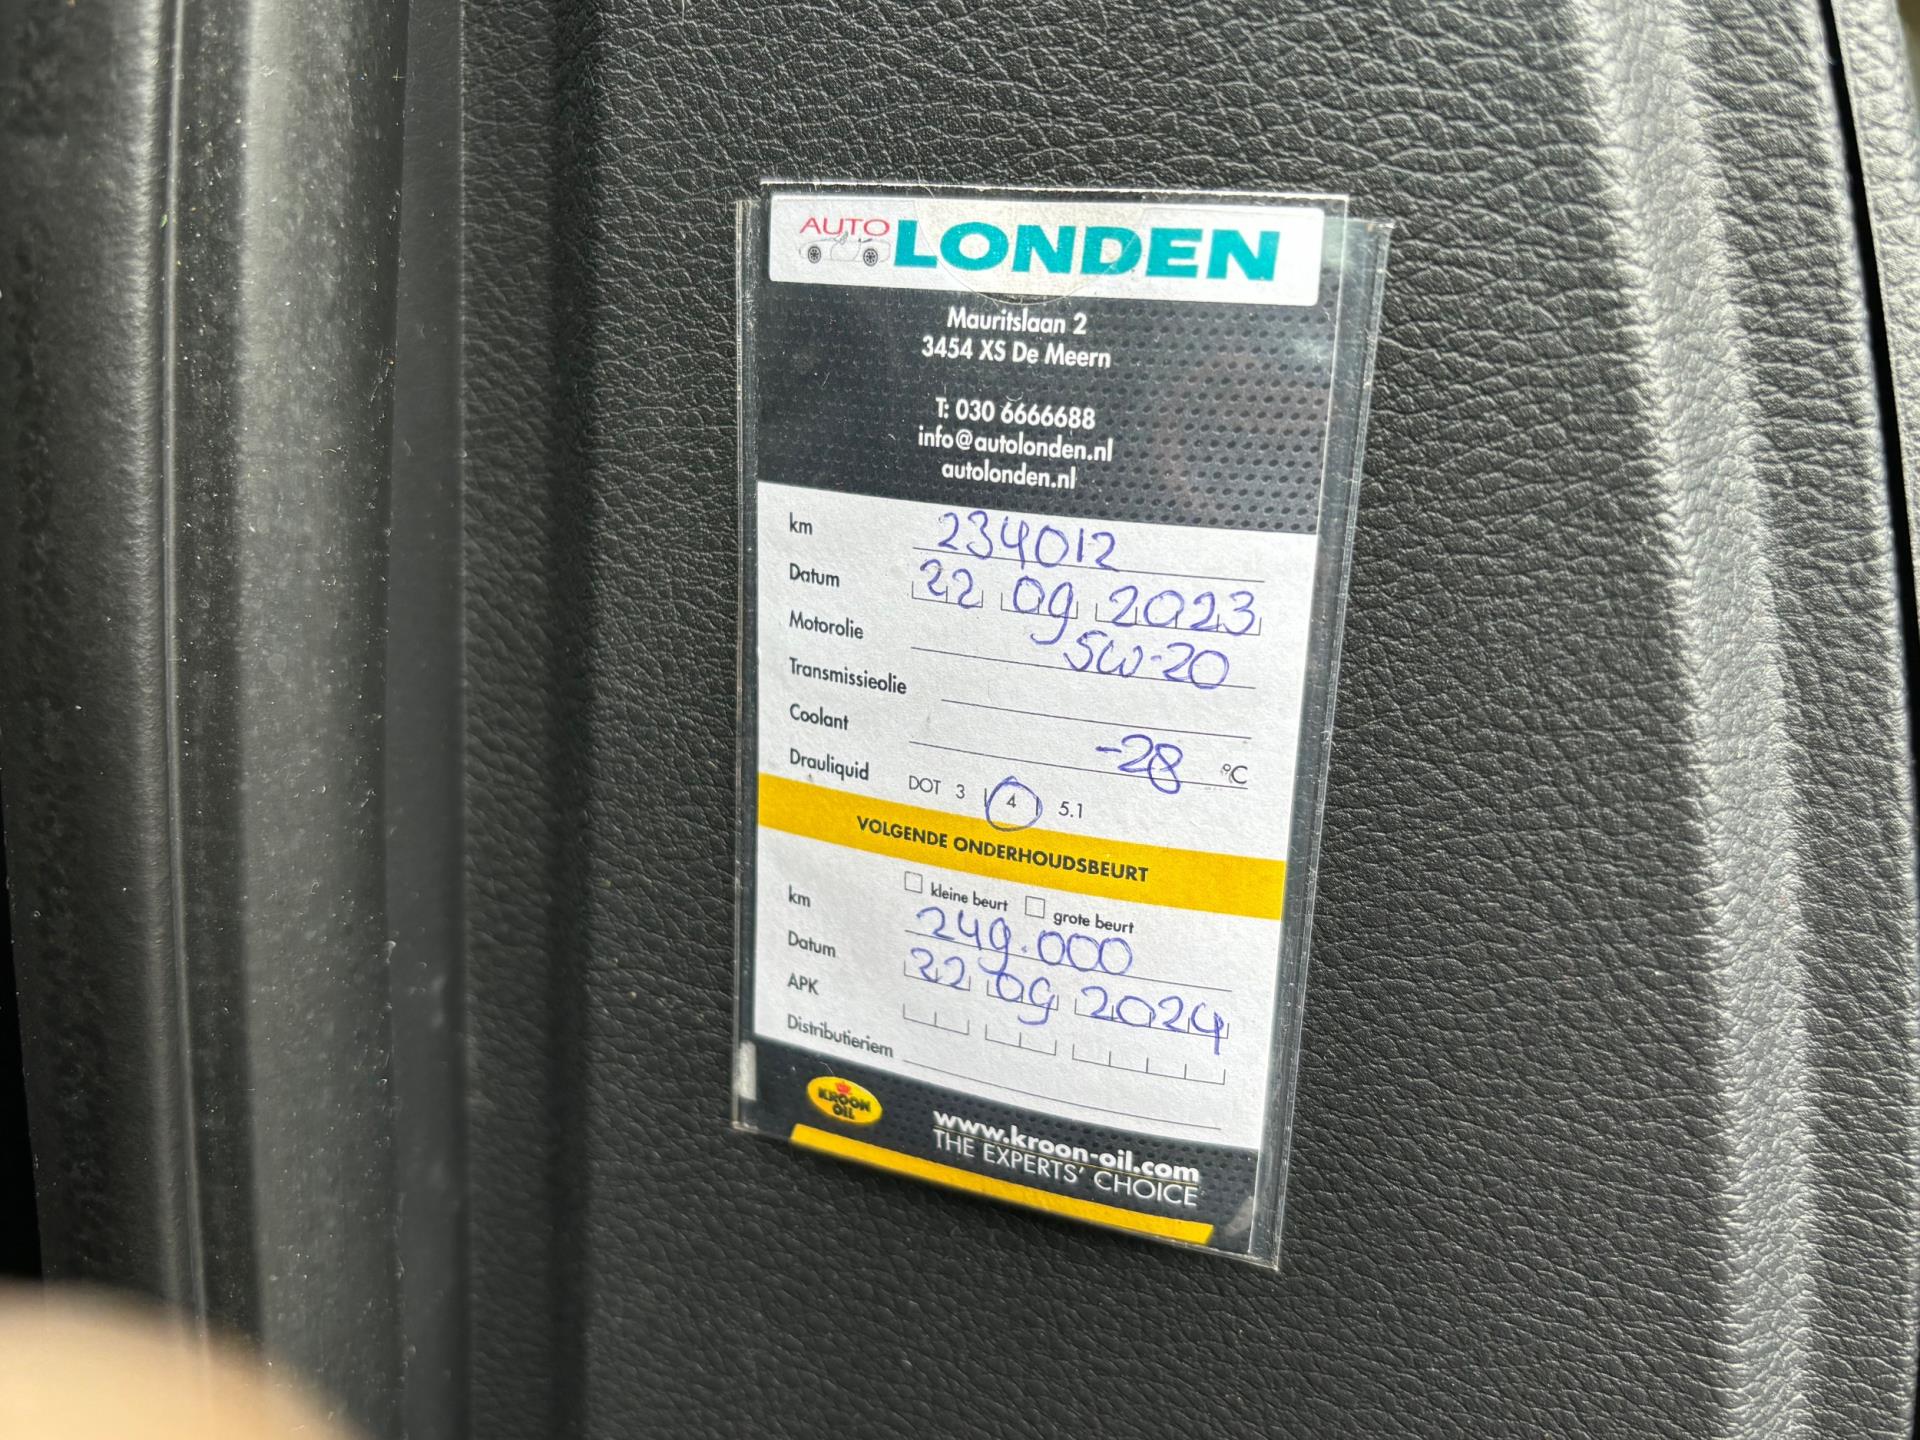 AUTO LONDEN
Mauritslaan 2
3454 XS De Meern
T: 030 6666688
info@autolonden.nl
autolonden.nl
km 234012
Datum 22 09 2023
Motorolie 5W-20
Transmissieolie
Coolant -28 °C
Drauliquid DOT 3 | 4 | 5.1
VOLGENDE ONDERHOUDSBEURT
kleine beurt grote beurt
km 249.000
Datum 22 09 2024
APK
Distributieriem
KROON
OIL
www.kroon-oil.com
THE EXPERTS' CHOICE